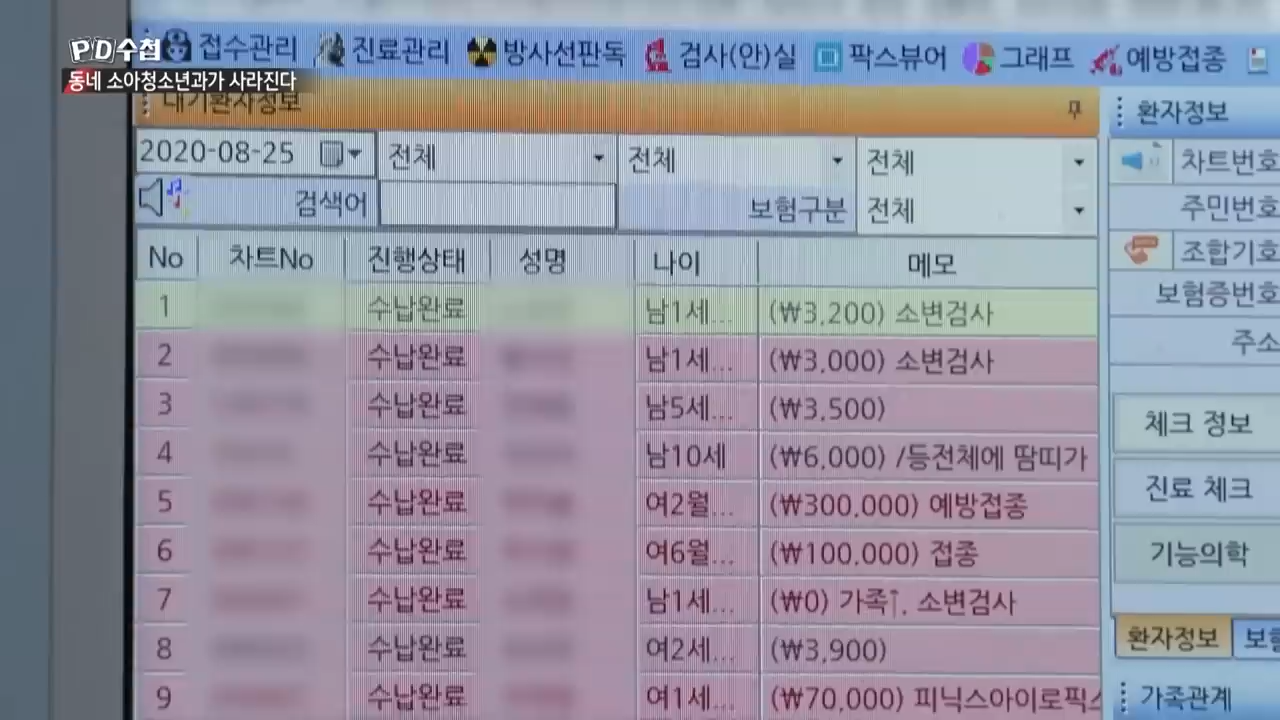 PD수첩
동네 소아청소년과가 사라진다
접수관리 진료관리 방사선판독 검사(안)실 팩스뷰어 그래프 예방접종
대기환자정보 환자정보
2020-08-25 전체 전체 전체 차트번호
검색어 보험구분 전체 주민번호
No 차트No 진행상태 성명 나이 메모 조합기호
보험증번호
1 수납완료 남1세... (₩3,200) 소변검사
주소
2 수납완료 남1세... (₩3,000) 소변검사
3 수납완료 남5세... (₩3,500)
체크 정보
4 수납완료 남10세 (₩6,000) /등전체에 땀띠가
진료 체크
5 수납완료 여2월... (₩300,000) 예방접종
6 수납완료 여6월... (₩100,000) 접종
기능의학
7 수납완료 남1세... (₩0) 가족↑. 소변검사
8 수납완료 여2세... (₩3,900)
환자정보 보험
9 수납완료 여1세... (₩70,000) 피닉스아이로픽스
가족관계